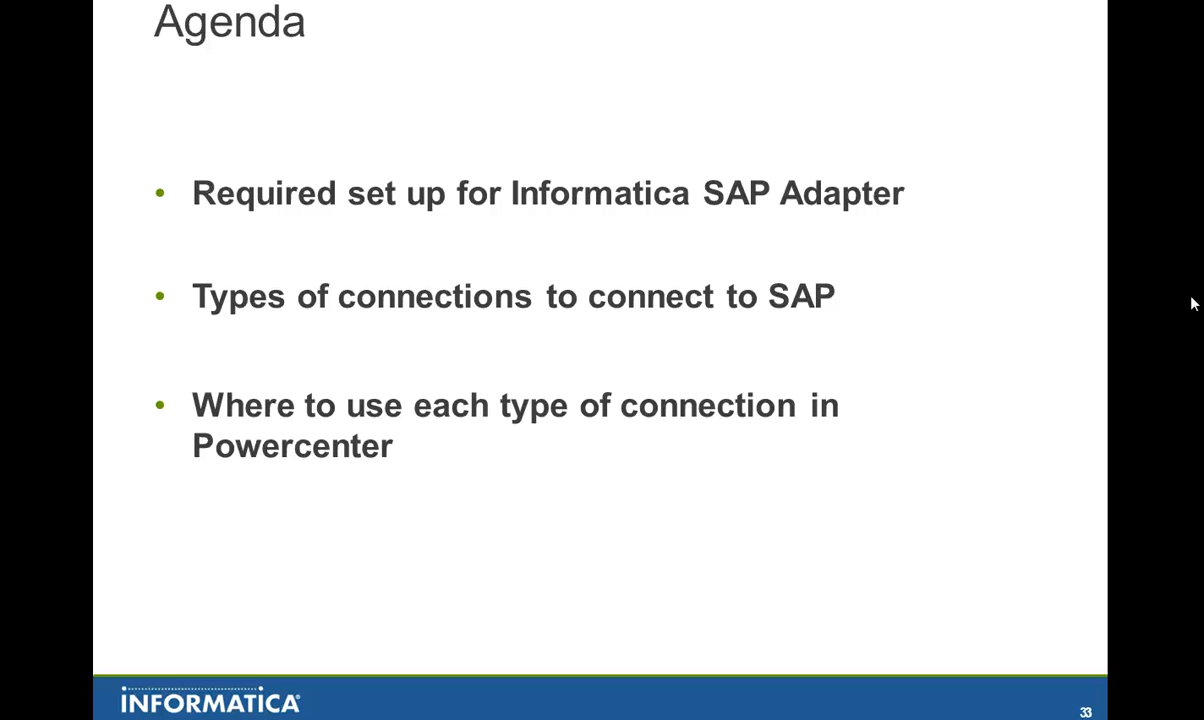 Agenda
• Required set up for Informatica SAP Adapter
• Types of connections to connect to SAP
• Where to use each type of connection in
Powercenter
INFORMATICA
33